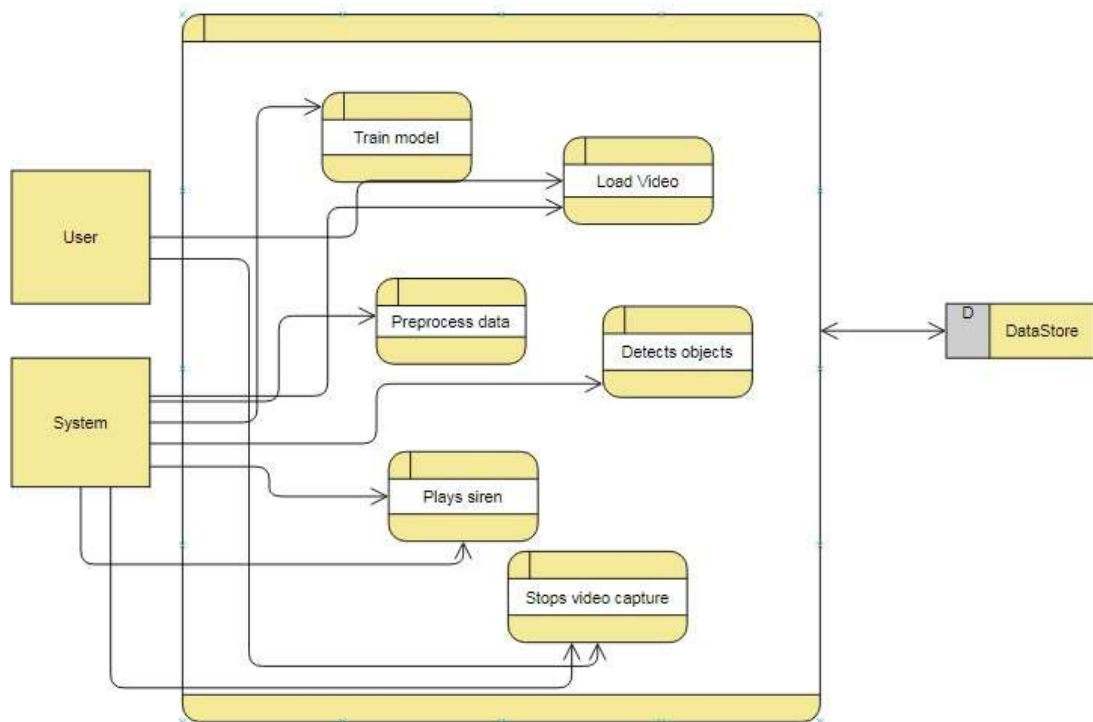 Train model
Load Video
User
Preprocess data
D
DataStore
Detects objects
System
Plays siren
Stops video capture